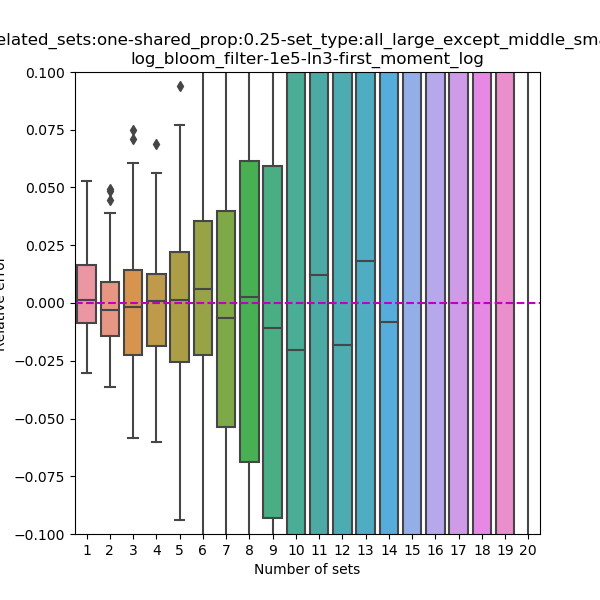 elated_sets:one-shared_prop:0.25-set_type:all_large_except_middle_sm
log_bloom_filter-1e5-ln3-first_moment_log
0.100
0.075
0.050
0.025
0.000
−0.025
−0.050
−0.075
−0.100
Relative error
1 2 3 4 5 6 7 8 9 10 11 12 13 14 15 16 17 18 19 20
Number of sets